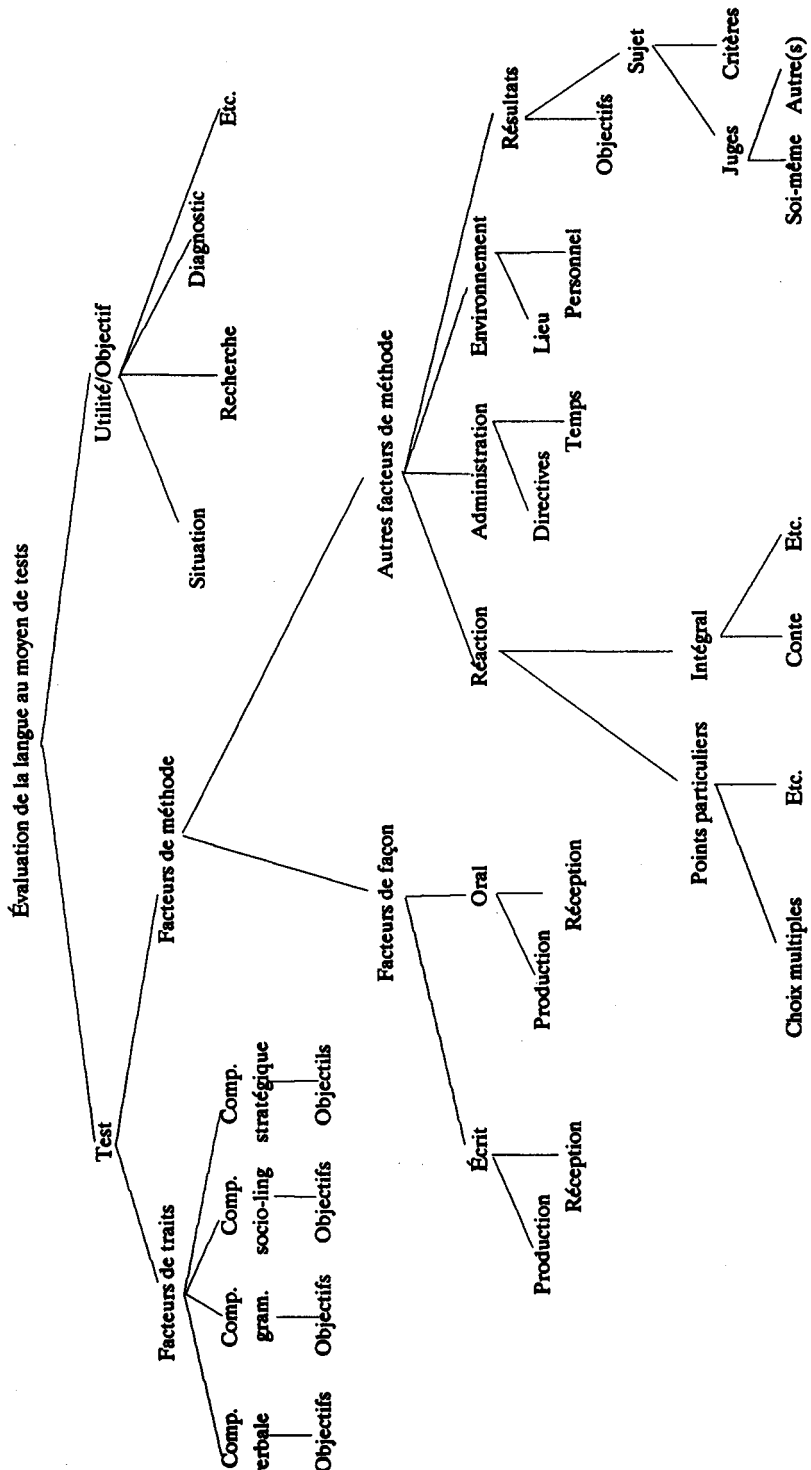 Évaluation de la langue au moyen de tests
Test
Utilité/Objectif
Facteurs de traits
Facteurs de méthode
Situation
Recherche
Diagnostic
Etc.
Comp.
verbale
Comp.
gram.
Comp.
socio-ling
Comp.
stratégique
Objectifs
Objectifs
Objectifs
Objectils
Facteurs de façon
Autres facteurs de méthode
Écrit
Oral
Réaction
Administration
Environnement
Résultats
Production
Réception
Production
Réception
Directives
Temps
Lieu
Personnel
Objectifs
Sujet
Points particuliers
Intégral
Juges
Critères
Choix multiples
Etc.
Conte
Etc.
Soi-même
Autre(s)